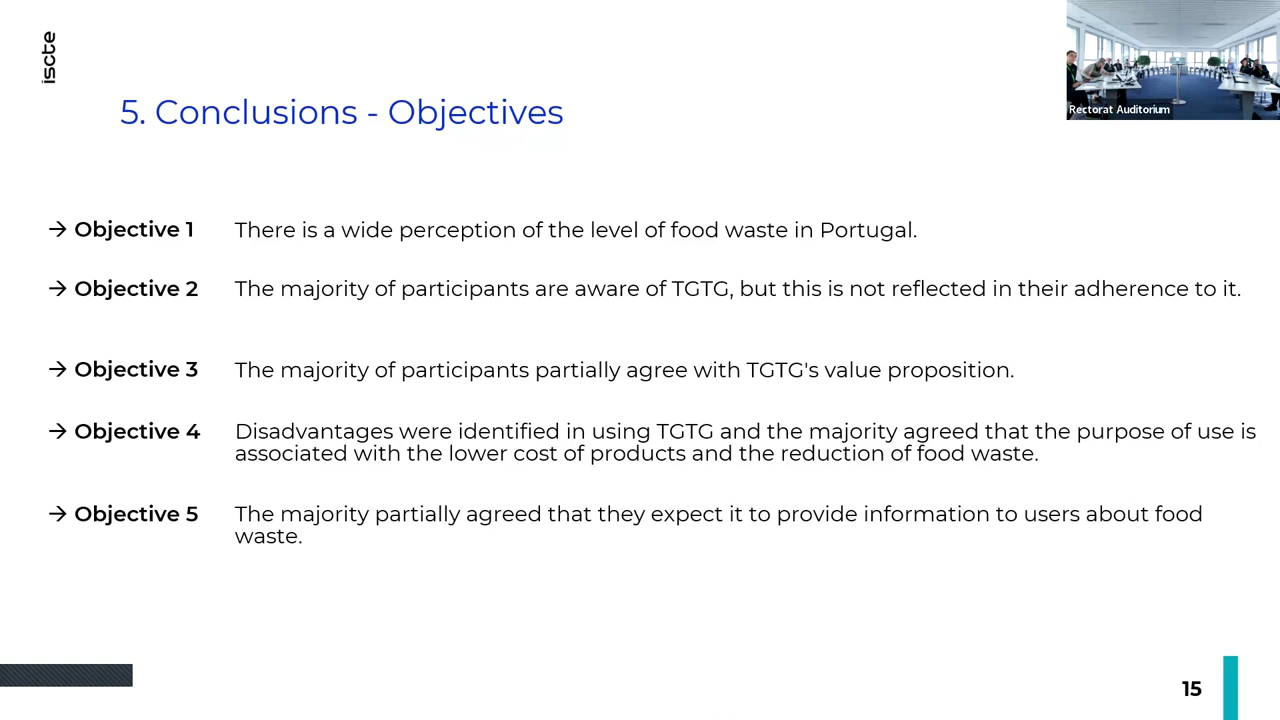 iscte
Rectorat Auditorium
5. Conclusions - Objectives
→ Objective 1 There is a wide perception of the level of food waste in Portugal.
→ Objective 2 The majority of participants are aware of TGTG, but this is not reflected in their adherence to it.
→ Objective 3 The majority of participants partially agree with TGTG's value proposition.
→ Objective 4 Disadvantages were identified in using TGTG and the majority agreed that the purpose of use is
associated with the lower cost of products and the reduction of food waste.
→ Objective 5 The majority partially agreed that they expect it to provide information to users about food
waste.
15